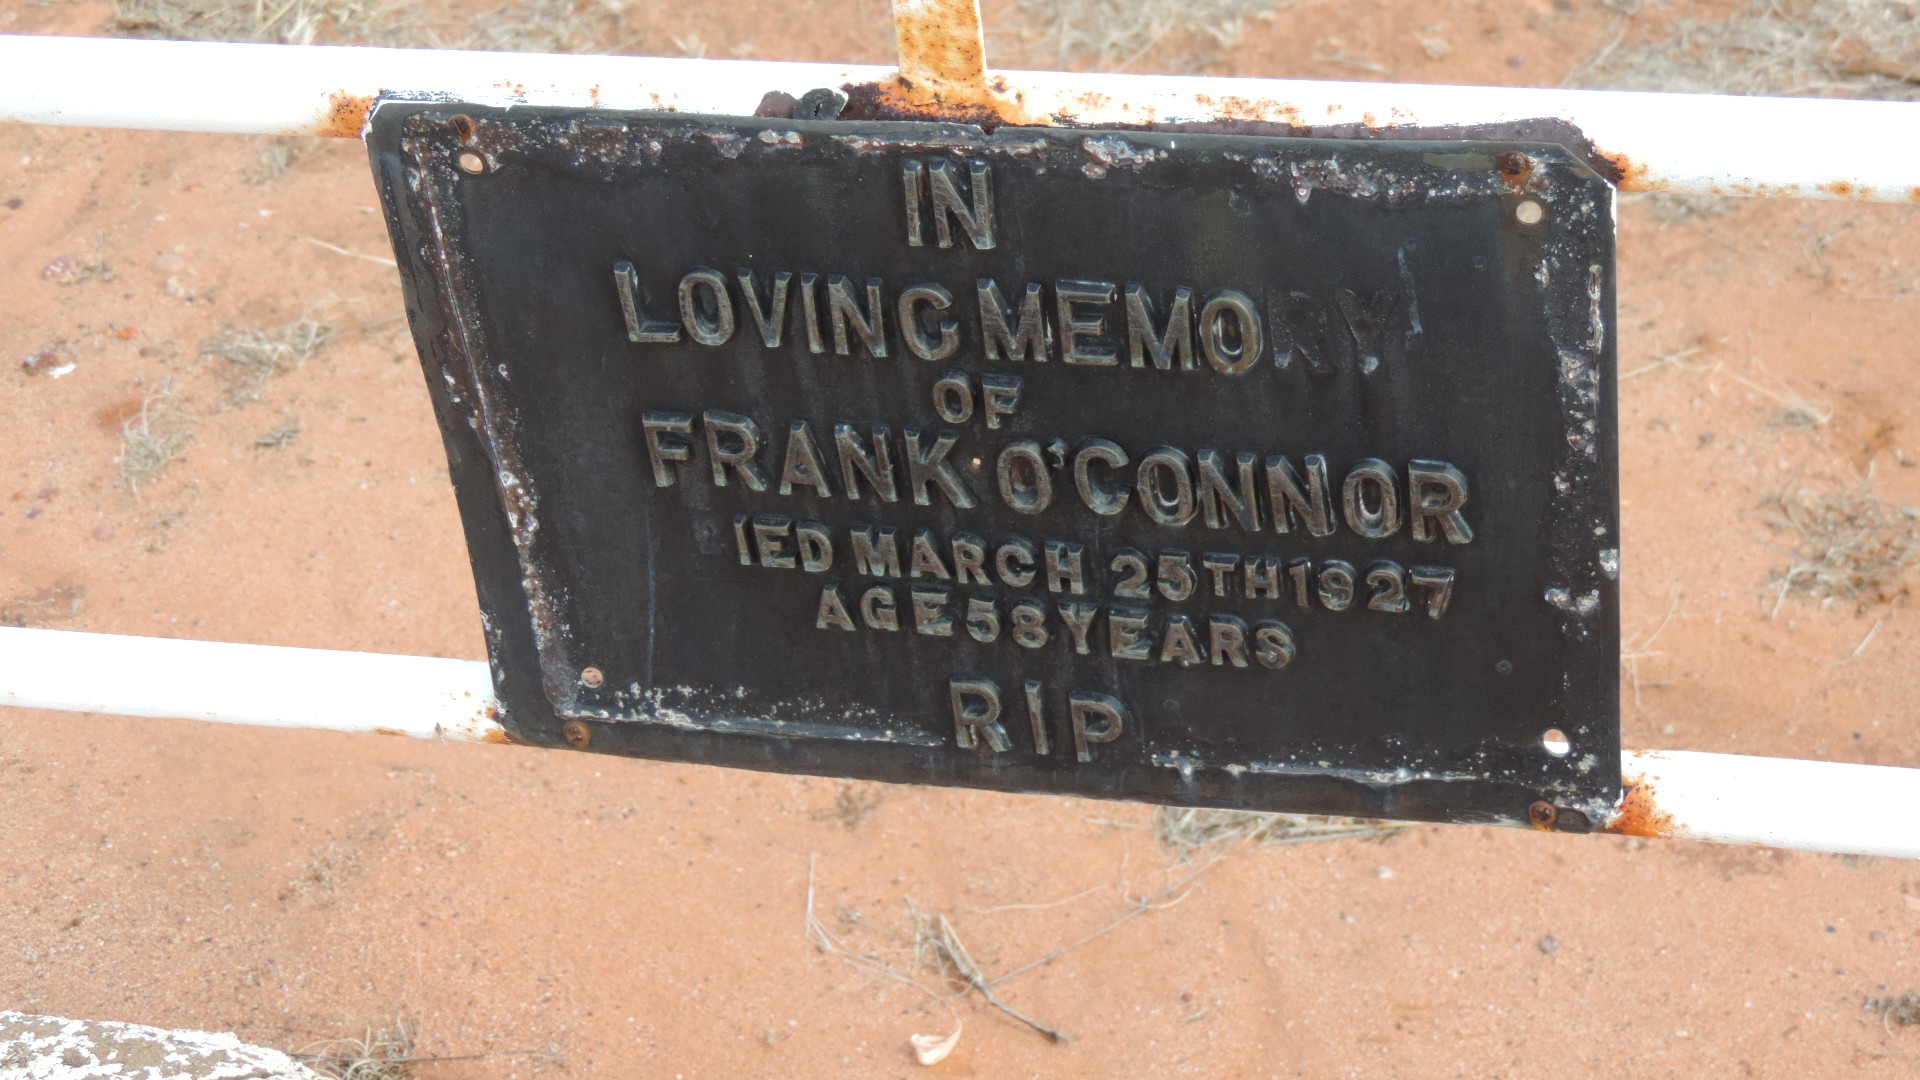 IN
LOVING MEMORY
OF
FRANK O'CONNOR
IED MARCH 25TH 1927
AGE 58 YEARS
RIP